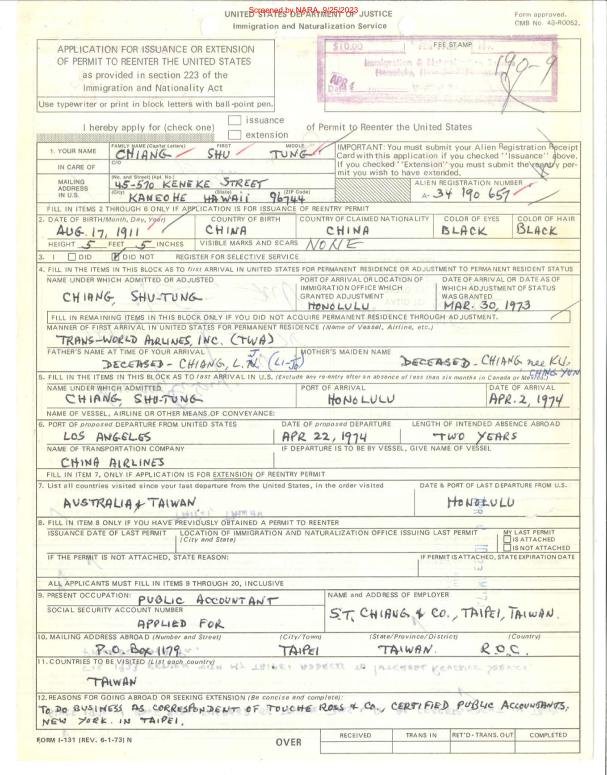 Screened by NARA, 9/25/2023
UNITED STATES DEPARTMENT OF JUSTICE
Immigration and Naturalization Service
Form approved.
OMB No. 43-R0052.
APPLICATION FOR ISSUANCE OR EXTENSION
OF PERMIT TO REENTER THE UNITED STATES
as provided in section 223 of the
Immigration and Nationality Act
Use typewriter or print in block letters with ball-point pen.
$10.00 FEE STAMP
I hereby apply for (check one) issuance
extension
of Permit to Reenter the United States
1. YOUR NAME
FAMILY NAME (Capital Letters) FIRST MIDDLE
CHIANG SHU TUNG
IN CARE OF
C/O
MAILING ADDRESS IN U.S.
No. and Street) (Apt. No.)
45-570 KENEKE STREET
(City) (State) (ZIP Code)
KANEOHE HAWAII 96744
IMPORTANT: You must submit your Alien Registration Receipt
Card with this application if you checked "Issuance" above.
If you checked "Extension" you must submit the per-
mit you wish to have extended.
ALIEN REGISTRATION NUMBER
A- 34 190 657
FILL IN ITEMS 2 THROUGH 6 ONLY IF APPLICATION IS FOR ISSUANCE OF REENTRY PERMIT
2. DATE OF BIRTH (Month, Day, Year) COUNTRY OF BIRTH COUNTRY OF CLAIMED NATIONALITY COLOR OF EYES COLOR OF HAIR
AUG. 17, 1911 CHINA CHINA BLACK BLACK
HEIGHT 5 FEET 5 INCHES VISIBLE MARKS AND SCARS NONE
3. I DID DID NOT REGISTER FOR SELECTIVE SERVICE
4. FILL IN THE ITEMS IN THIS BLOCK AS TO first ARRIVAL IN UNITED STATES FOR PERMANENT RESIDENCE OR ADJUSTMENT TO PERMANENT RESIDENT STATUS
NAME UNDER WHICH ADMITTED OR ADJUSTED
CHIANG, SHU-TUNG.
PORT OF ARRIVAL OR LOCATION OF
IMMIGRATION OFFICE WHICH
GRANTED ADJUSTMENT
HONOLULU
DATE OF ARRIVAL OR DATE AS OF
WHICH ADJUSTMENT OF STATUS
WAS GRANTED
MAR. 30, 1973
FILL IN REMAINING ITEMS IN THIS BLOCK ONLY IF YOU DID NOT ACQUIRE PERMANENT RESIDENCE THROUGH ADJUSTMENT.
MANNER OF FIRST ARRIVAL IN UNITED STATES FOR PERMANENT RESIDENCE (Name of Vessel, Airline, etc.)
TRANS-WORLD AIRLINES, INC. (TWA)
FATHER'S NAME AT TIME OF YOUR ARRIVAL
DECEASED - CHIANG, L.
MOTHER'S MAIDEN NAME
DECEASED - CHIANG nee KU,
CHING YUN
5. FILL IN THE ITEMS IN THIS BLOCK AS TO last ARRIVAL IN U.S. (Exclude any re-entry after an absence of less than six months in Canada or Mexico.)
NAME UNDER WHICH ADMITTED PORT OF ARRIVAL DATE OF ARRIVAL
CHIANG, SHU-TUNG HONOLULU APR. 2, 1974
NAME OF VESSEL, AIRLINE OR OTHER MEANS OF CONVEYANCE:
6. PORT OF proposed DEPARTURE FROM UNITED STATES DATE OF proposed DEPARTURE LENGTH OF INTENDED ABSENCE ABROAD
LOS ANGELES APR 22, 1974 TWO YEARS
NAME OF TRANSPORTATION COMPANY IF DEPARTURE IS TO BE BY VESSEL, GIVE NAME OF VESSEL
CHINA AIRLINES
FILL IN ITEM 7, ONLY IF APPLICATION IS FOR EXTENSION OF REENTRY PERMIT
7. List all countries visited since your last departure from the United States, in the order visited DATE & PORT OF LAST DEPARTURE FROM U.S.
AUSTRALIA & TAIWAN HONOLULU
8. FILL IN ITEM 8 ONLY IF YOU HAVE PREVIOUSLY OBTAINED A PERMIT TO REENTER
ISSUANCE DATE OF LAST PERMIT LOCATION OF IMMIGRATION AND NATURALIZATION OFFICE ISSUING LAST PERMIT
(City and State)
MY LAST PERMIT
IS ATTACHED
IS NOT ATTACHED
IF THE PERMIT IS NOT ATTACHED, STATE REASON: IF PERMIT IS ATTACHED, STATE EXPIRATION DATE
ALL APPLICANTS MUST FILL IN ITEMS 9 THROUGH 20, INCLUSIVE
9. PRESENT OCCUPATION: PUBLIC ACCOUNTANT
SOCIAL SECURITY ACCOUNT NUMBER
APPLIED FOR
NAME AND ADDRESS OF EMPLOYER
S.T. CHIANG & CO., TAIPEI, TAIWAN.
10. MAILING ADDRESS ABROAD (Number and Street) (City/Town) (State/Province/District) (Country)
P.O. BOX 1179 TAIPEI TAIWAN. R.O.C.
11. COUNTRIES TO BE VISITED (List each country)
TAIWAN
12. REASONS FOR GOING ABROAD OR SEEKING EXTENSION (Be concise and complete):
TO DO BUSINESS AS CORRESPONDENT OF TOUCHE ROSS & CO., CERTIFIED PUBLIC ACCOUNTANTS,
NEW YORK. IN TAIPEI.
FORM I-131 (REV. 6-1-73) N
OVER
RECEIVED TRANS IN RET'D-TRANS. OUT COMPLETED